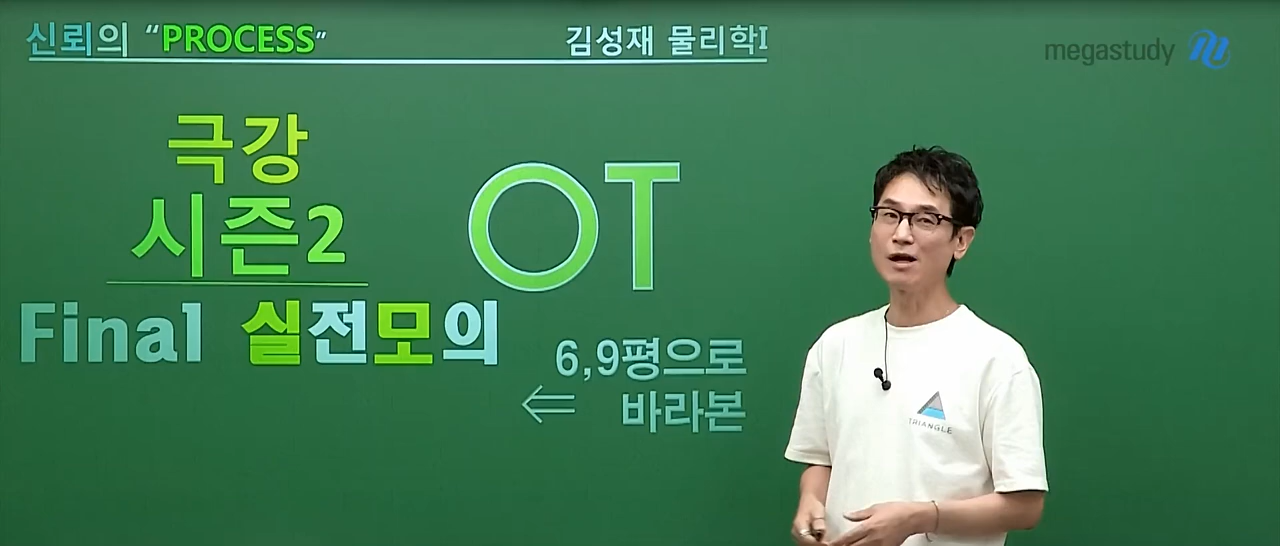 신뢰의 “PROCESS” 김성재 물리학I
megastudy
극강
시즌2
OT
Final 실전모의
6,9평으로
⇐ 바라본
TRIANGLE